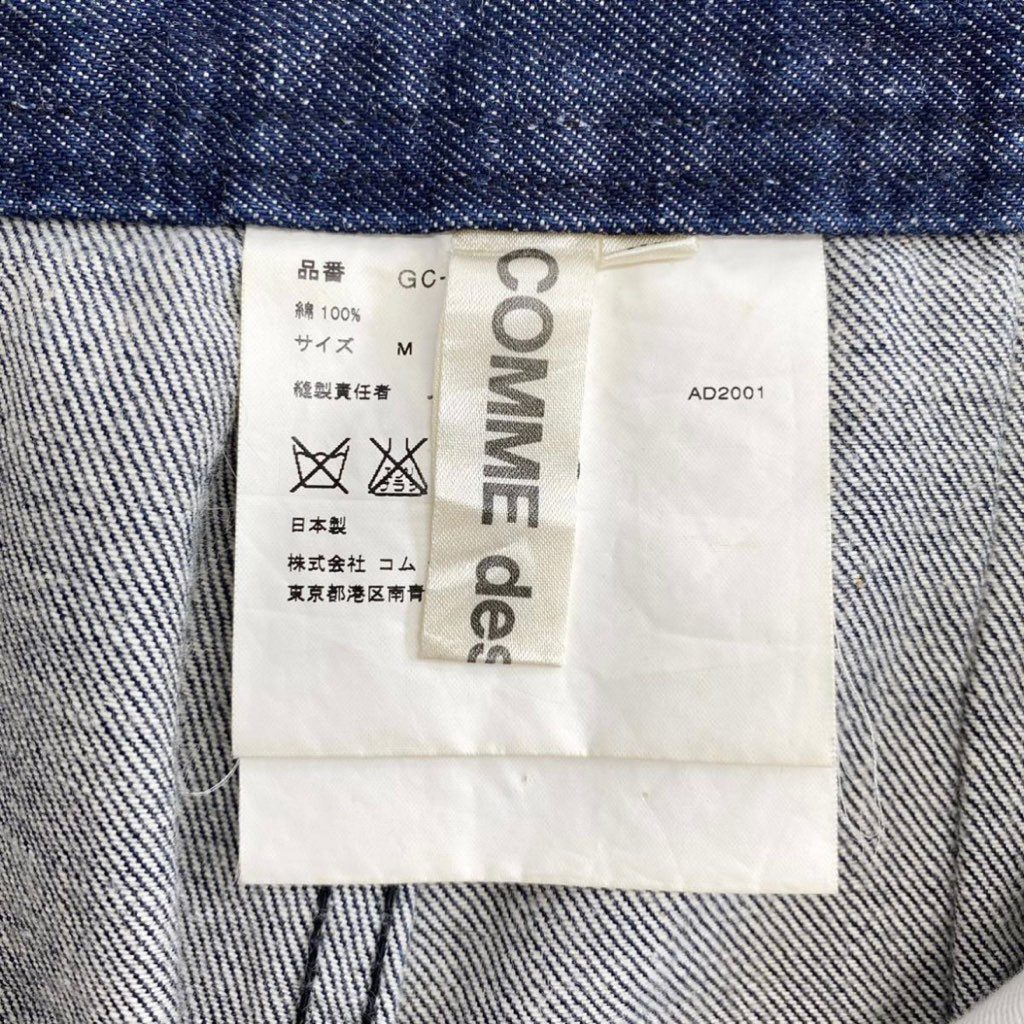 品番 GC-
綿 100%
サイズ M
縫製責任者
AD2001
日本製
株式会社 コム
東京都港区南青
COMME des